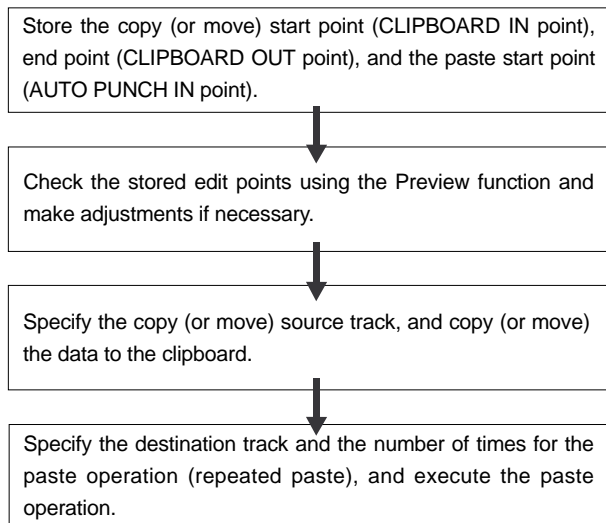 Store the copy (or move) start point (CLIPBOARD IN point),
end point (CLIPBOARD OUT point), and the paste start point
(AUTO PUNCH IN point).
Check the stored edit points using the Preview function and
make adjustments if necessary.
Specify the copy (or move) source track, and copy (or move)
the data to the clipboard.
Specify the destination track and the number of times for the
paste operation (repeated paste), and execute the paste
operation.